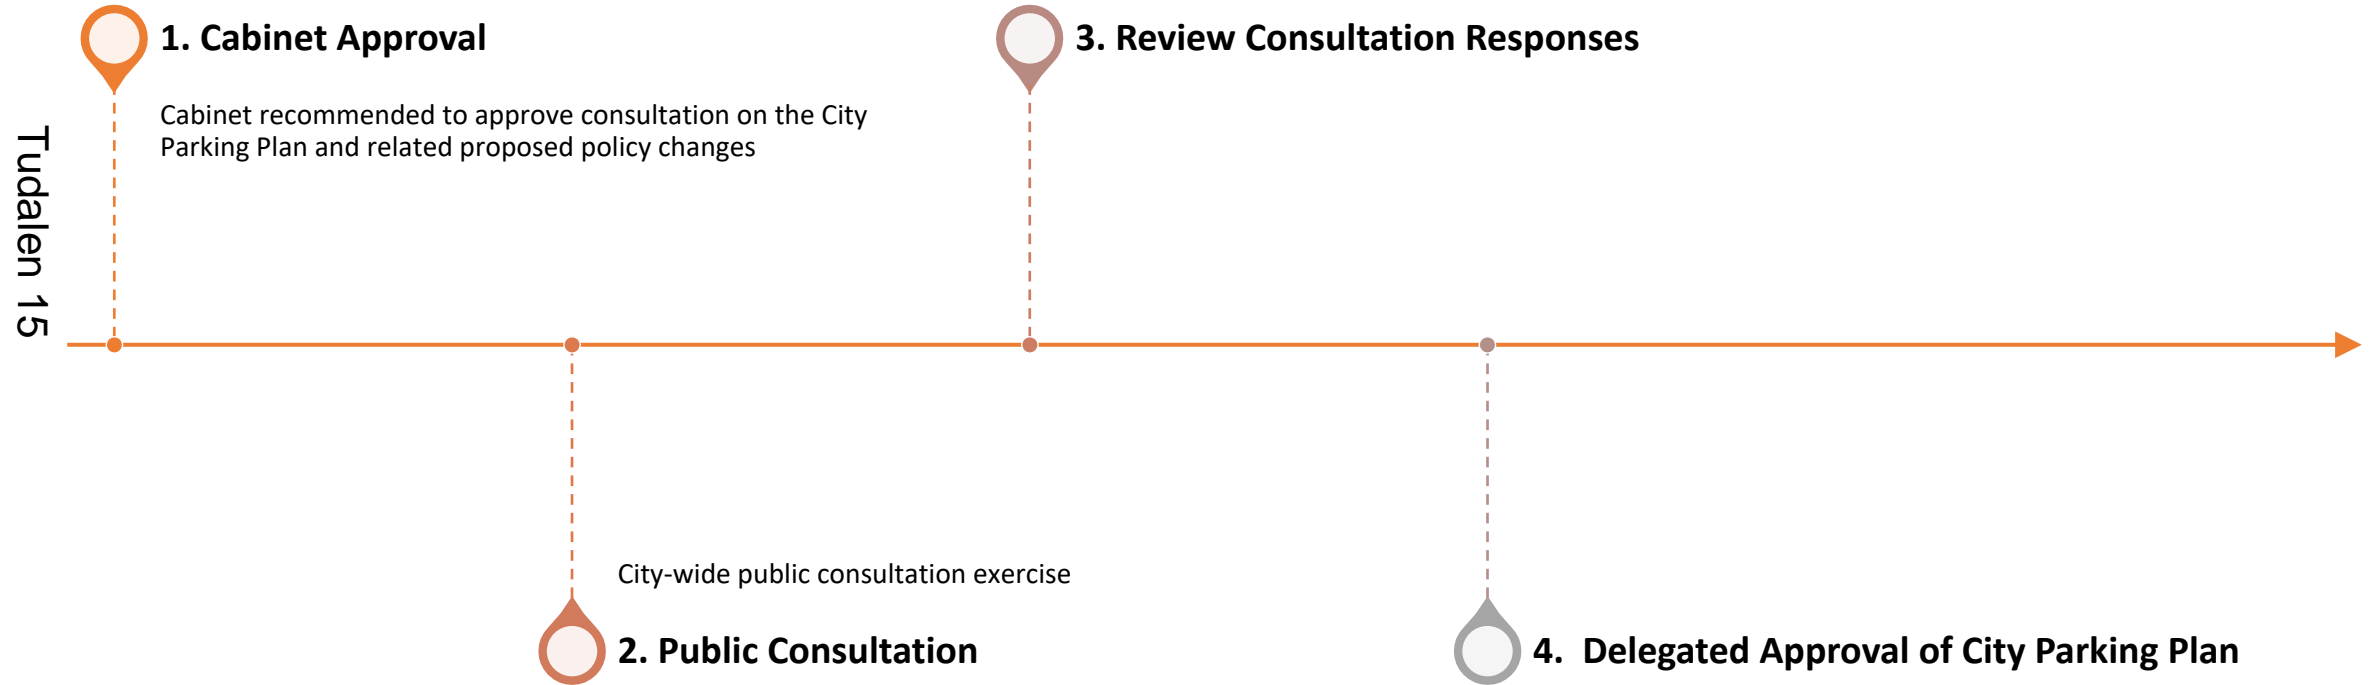 1. Cabinet Approval
Cabinet recommended to approve consultation on the City
Parking Plan and related proposed policy changes
City-wide public consultation exercise
2. Public Consultation
3. Review Consultation Responses
4.  Delegated Approval of City Parking Plan
Tudalen 15